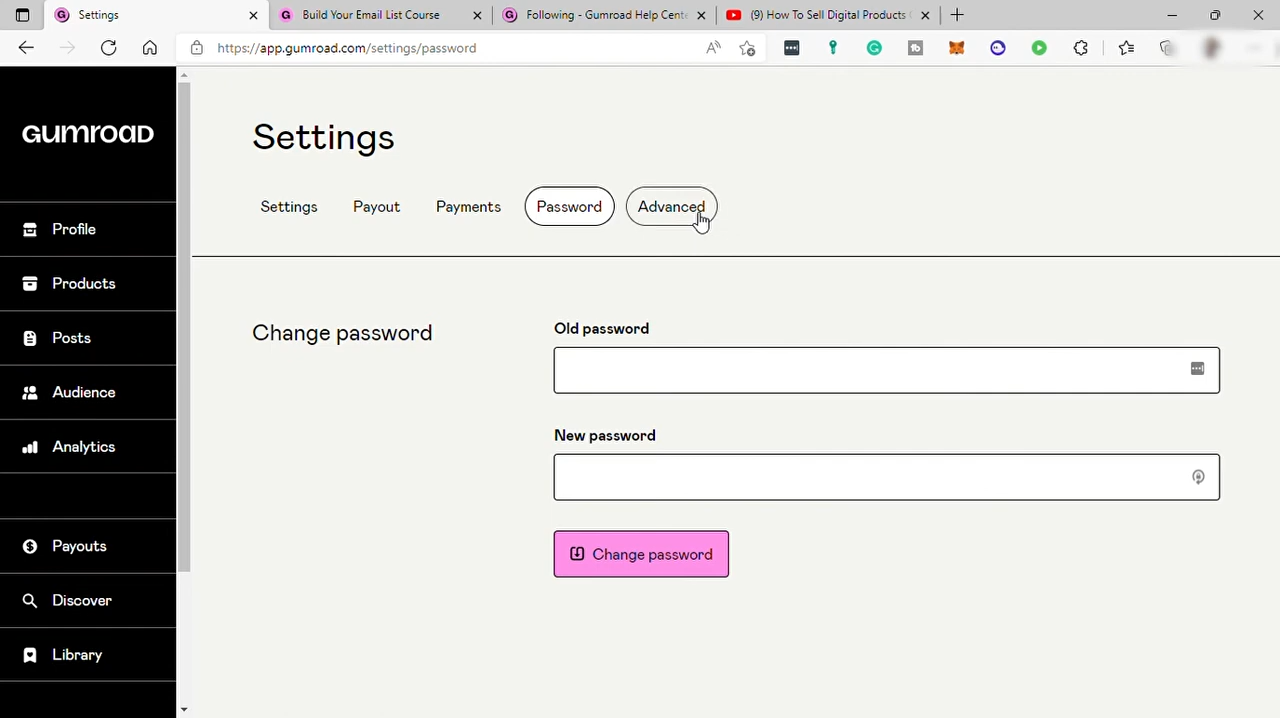 Settings
Build Your Email List Course
Following - Gumroad Help Cente
(9) How To Sell Digital Products
https://app.gumroad.com/settings/password
GUMROAD
Profile
Products
Posts
Audience
Analytics
Payouts
Discover
Library
Settings
Settings Payout Payments Password Advanced
Change password
Old password
New password
Change password